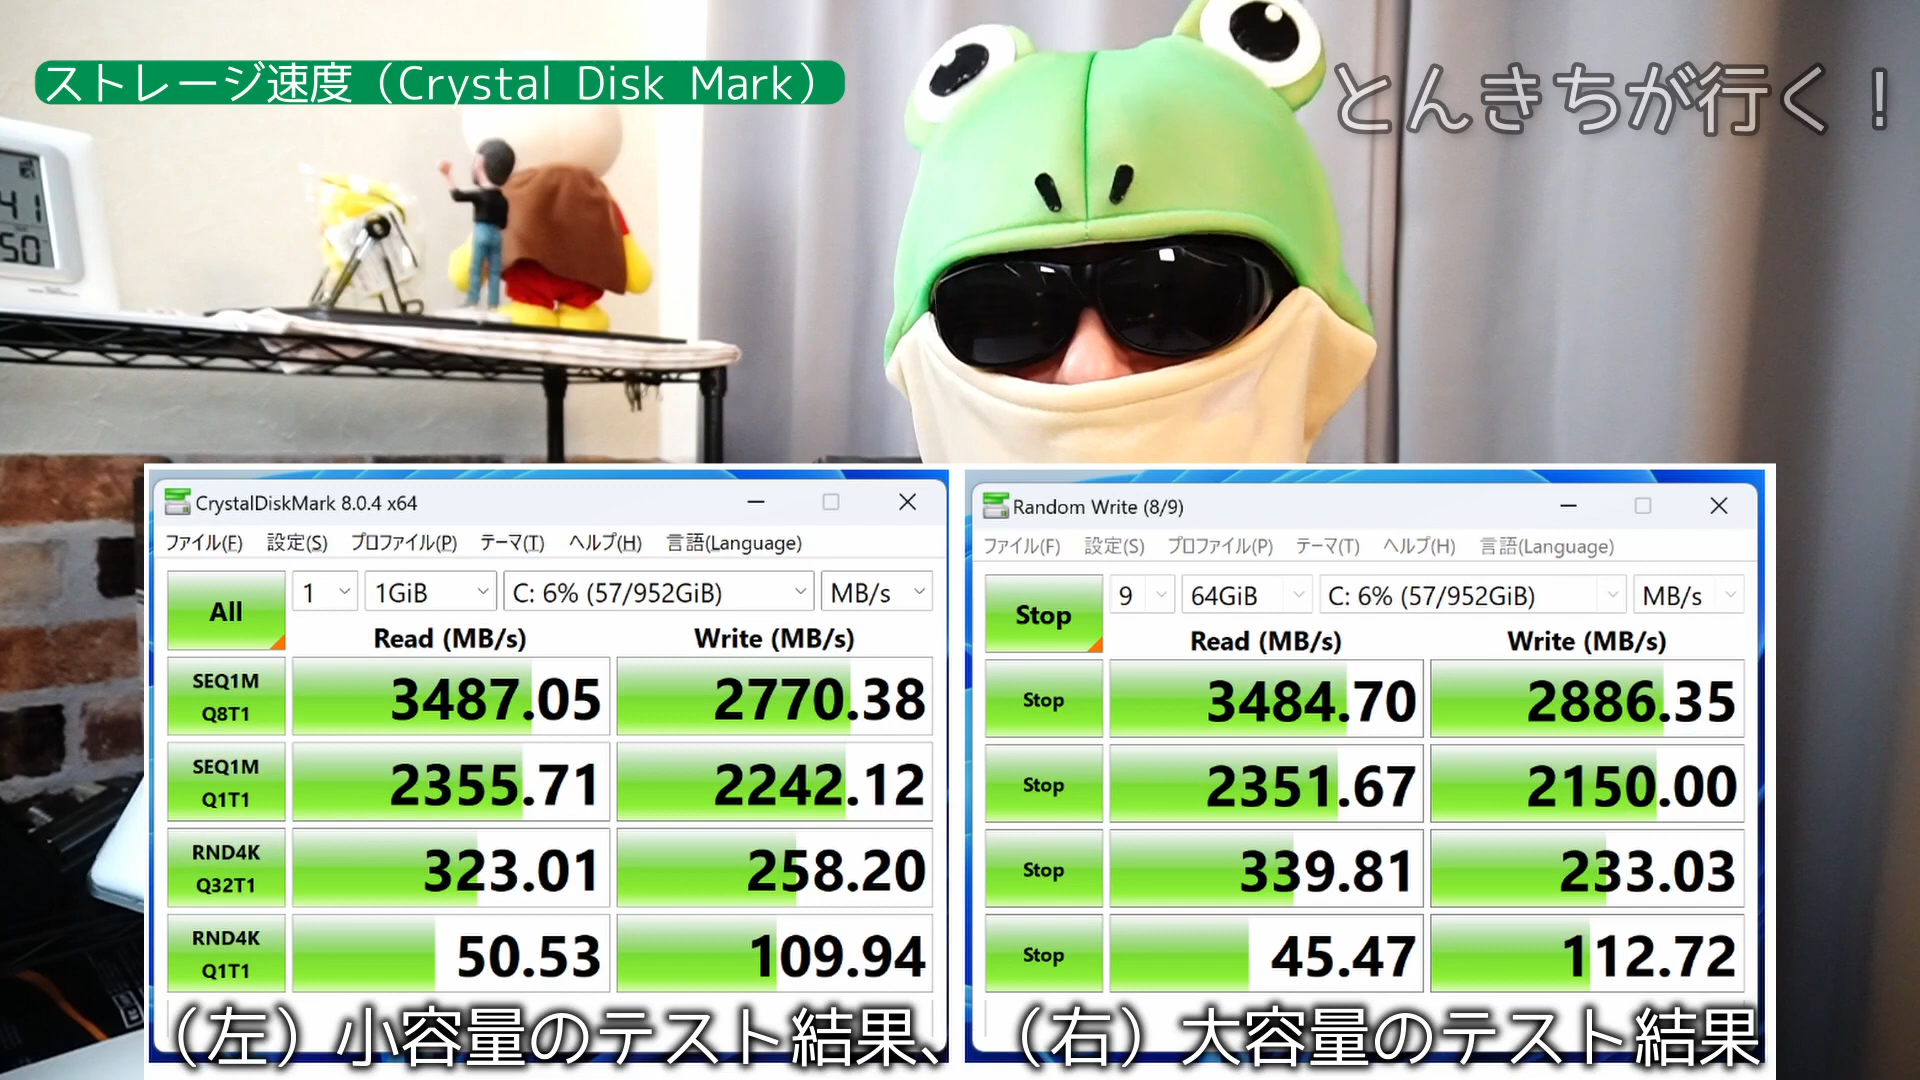 ストレージ速度（Crystal Disk Mark）
とんきちが行く！
41
50
CrystalDiskMark 8.0.4 x64
ファイル(F) 設定(S) プロファイル(P) テーマ(T) ヘルプ(H) 言語(Language)
All 1 1GiB C: 6% (57/952GiB) MB/s
Read (MB/s) Write (MB/s)
SEQ1M
Q8T1
3487.05 2770.38
SEQ1M
Q1T1
2355.71 2242.12
RND4K
Q32T1
323.01 258.20
RND4K
Q1T1
50.53 109.94
Random Write (8/9)
ファイル(F) 設定(S) プロファイル(P) テーマ(T) ヘルプ(H) 言語(Language)
Stop 9 64GiB C: 6% (57/952GiB) MB/s
Read (MB/s) Write (MB/s)
Stop 3484.70 2886.35
Stop 2351.67 2150.00
Stop 339.81 233.03
Stop 45.47 112.72
（左）小容量のテスト結果、（右）大容量のテスト結果